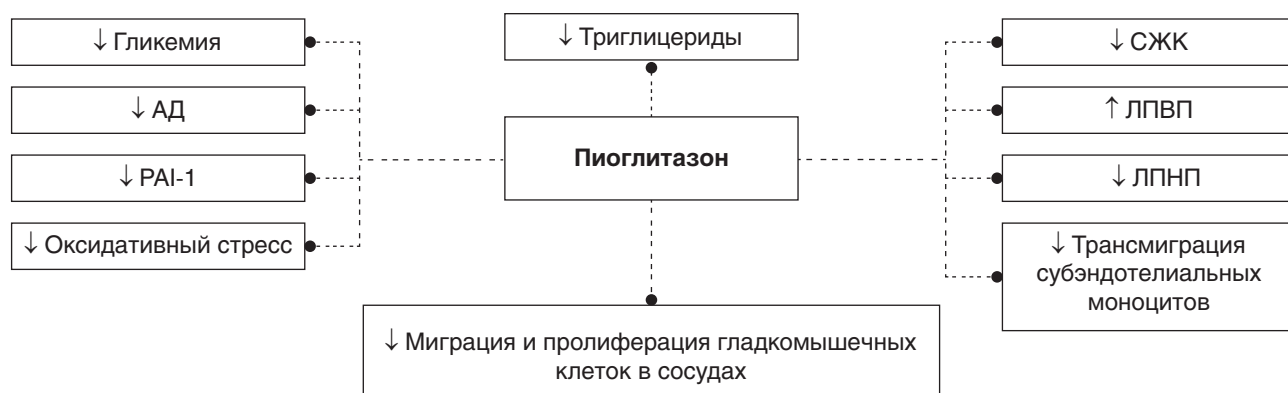 ↓ Гликемия
↓ АД
↓ PAI-1
↓ Оксидативный стресс
↓ Триглицериды
Пиоглитазон
↓ Миграция и пролиферация гладкомышечных
клеток в сосудах
↓ СЖК
↑ ЛПВП
↓ ЛПНП
↓ Трансмиграция
субэндотелиальных
моноцитов